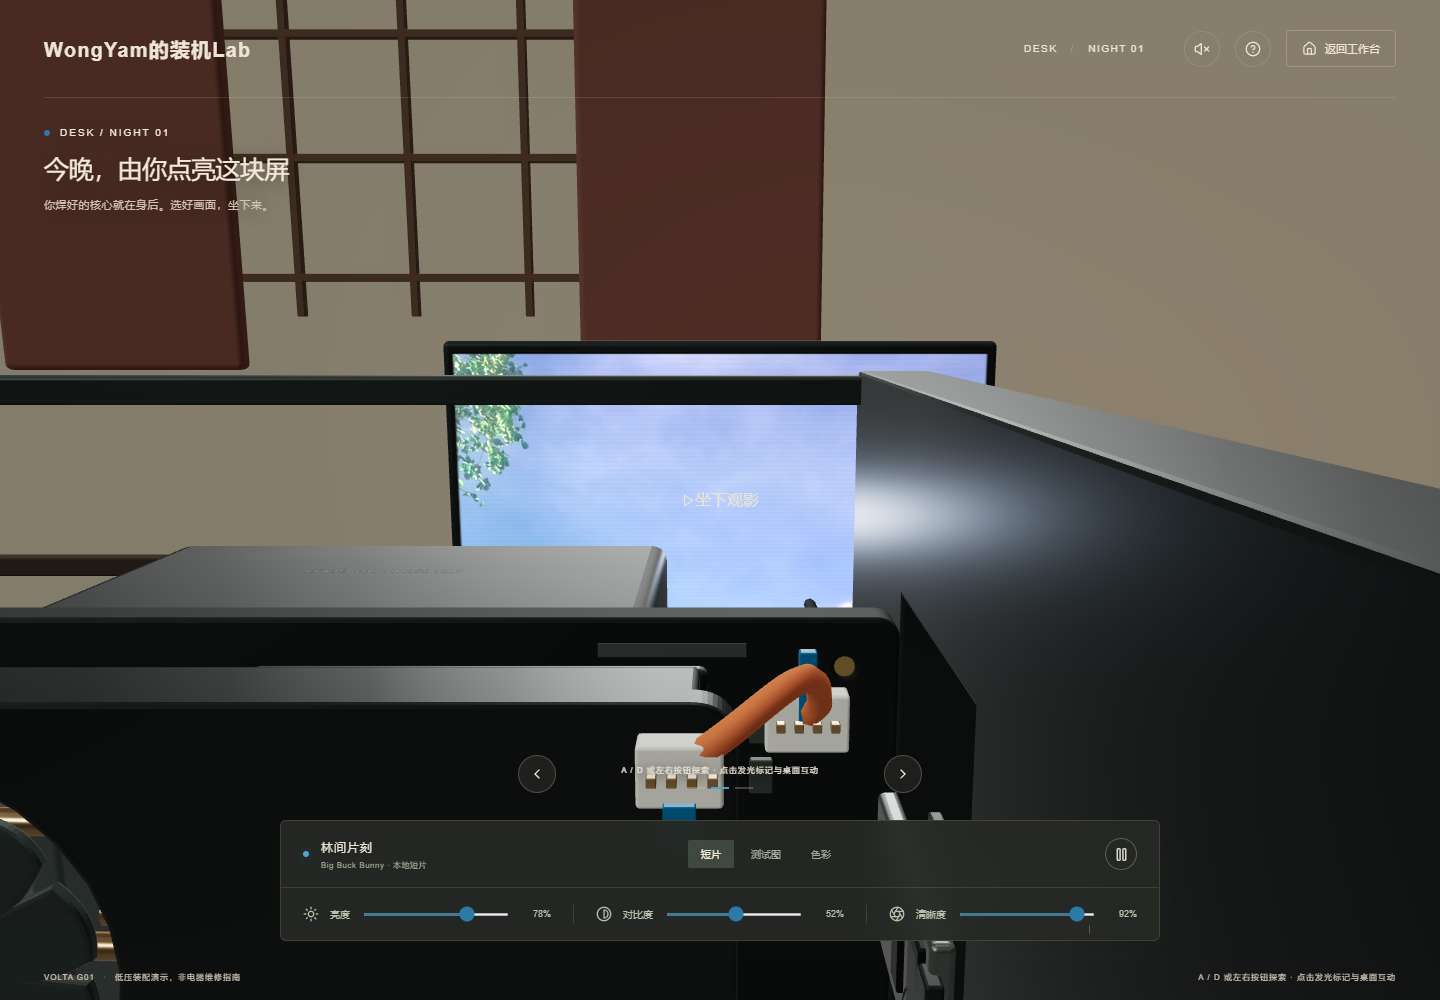 WongYam的装机Lab
DESK / NIGHT 01
返回工作台
DESK / NIGHT 01
今晚，由你点亮这块屏
你焊好的核心就在身后。选好画面，坐下来。
坐下观影
A / D 或左右按钮探索 · 点击发光标记与桌面互动
林间片刻
Big Buck Bunny · 本地短片
短片
测试图
色彩
亮度
78%
对比度
52%
清晰度
92%
VOLTA G01 · 低压装配演示，非电器维修指南
A / D 或左右按钮探索 · 点击发光标记与桌面互动